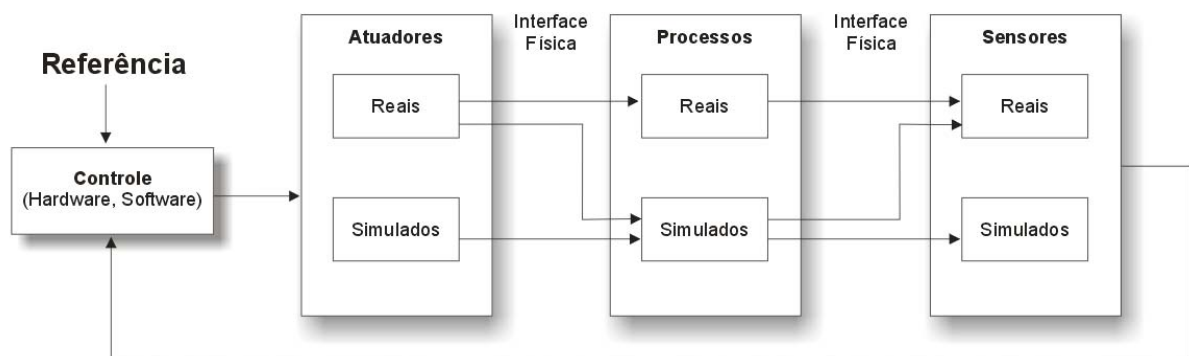 Referência
Controle
(Hardware, Software)
Atuadores
Reais
Simulados
Interface
Física
Processos
Reais
Simulados
Interface
Física
Sensores
Reais
Simulados